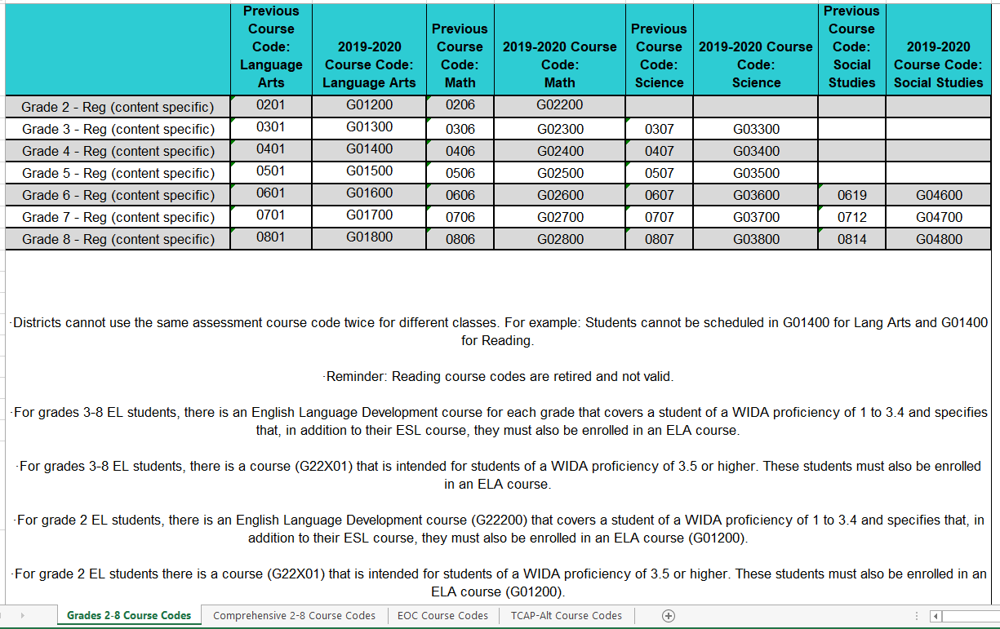 Previous Course Code: Language Arts
2019-2020 Course Code: Language Arts
Previous Course Code: Math
2019-2020 Course Code: Math
Previous Course Code: Science
2019-2020 Course Code: Science
Previous Course Code: Social Studies
2019-2020 Course Code: Social Studies
Grade 2 - Reg (content specific) 0201 G01200 0206 G02200
Grade 3 - Reg (content specific) 0301 G01300 0306 G02300 0307 G03300
Grade 4 - Reg (content specific) 0401 G01400 0406 G02400 0407 G03400
Grade 5 - Reg (content specific) 0501 G01500 0506 G02500 0507 G03500
Grade 6 - Reg (content specific) 0601 G01600 0606 G02600 0607 G03600 0619 G04600
Grade 7 - Reg (content specific) 0701 G01700 0706 G02700 0707 G03700 0712 G04700
Grade 8 - Reg (content specific) 0801 G01800 0806 G02800 0807 G03800 0814 G04800
·Districts cannot use the same assessment course code twice for different classes. For example: Students cannot be scheduled in G01400 for Lang Arts and G01400
for Reading.
·Reminder: Reading course codes are retired and not valid.
·For grades 3-8 EL students, there is an English Language Development course for each grade that covers a student of a WIDA proficiency of 1 to 3.4 and specifies
that, in addition to their ESL course, they must also be enrolled in an ELA course.
·For grades 3-8 EL students, there is a course (G22X01) that is intended for students of a WIDA proficiency of 3.5 or higher. These students must also be enrolled
in an ELA course.
·For grade 2 EL students, there is an English Language Development course (G22200) that covers a student of a WIDA proficiency of 1 to 3.4 and specifies that, in
addition to their ESL course, they must also be enrolled in an ELA course (G01200).
·For grade 2 EL students there is a course (G22X01) that is intended for students of a WIDA proficiency of 3.5 or higher. These students must also be enrolled in an
ELA course (G01200).
Grades 2-8 Course Codes Comprehensive 2-8 Course Codes EOC Course Codes TCAP-Alt Course Codes